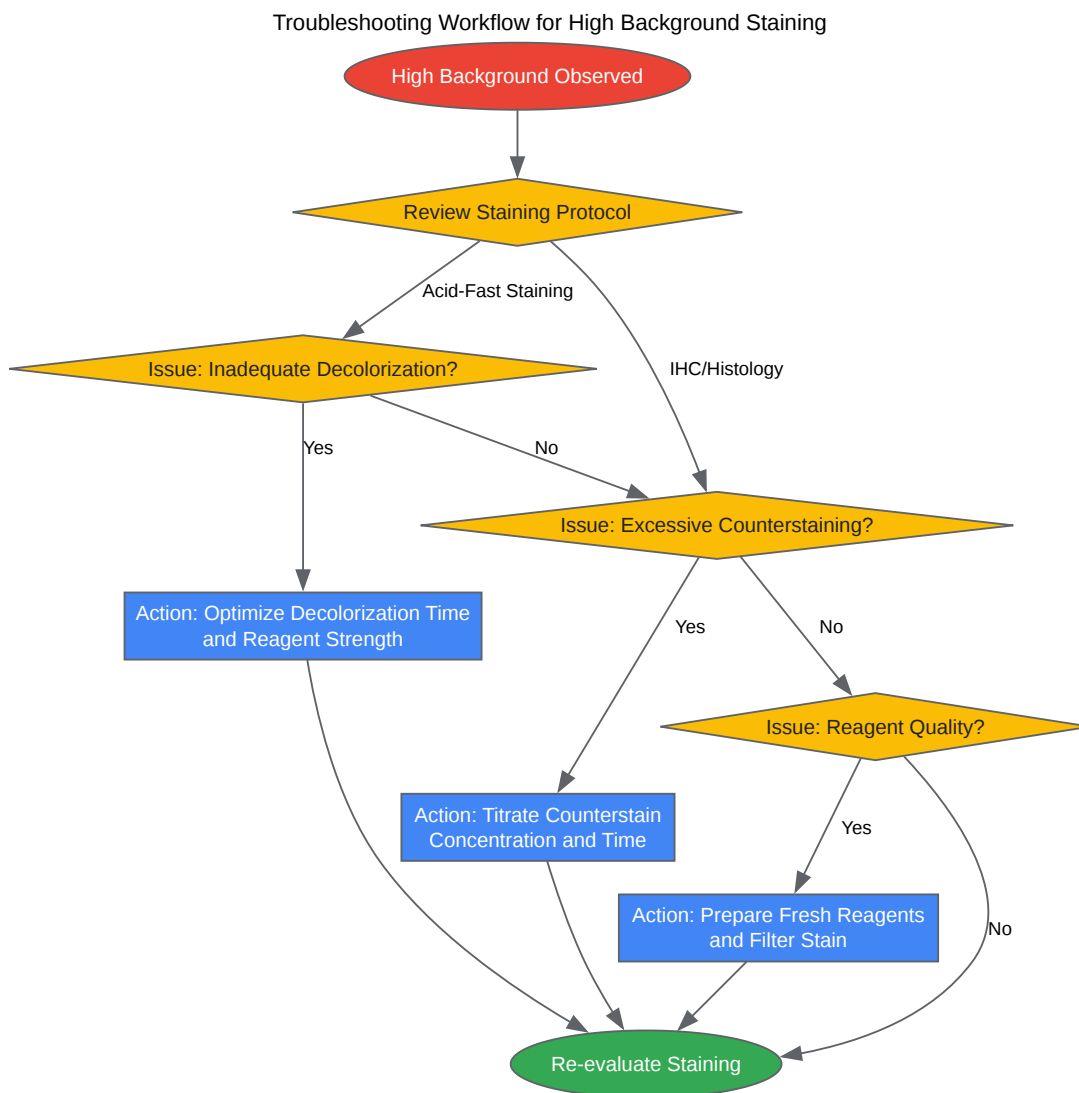 Troubleshooting Workflow for High Background Staining
High Background Observed
Review Staining Protocol
Acid-Fast Staining
Issue: Inadequate Decolorization?
IHC/Histology
Yes
No
Issue: Excessive Counterstaining?
Action: Optimize Decolorization Time
and Reagent Strength
Yes
No
Issue: Reagent Quality?
Action: Titrate Counterstain
Concentration and Time
Yes
Action: Prepare Fresh Reagents
and Filter Stain
No
Re-evaluate Staining